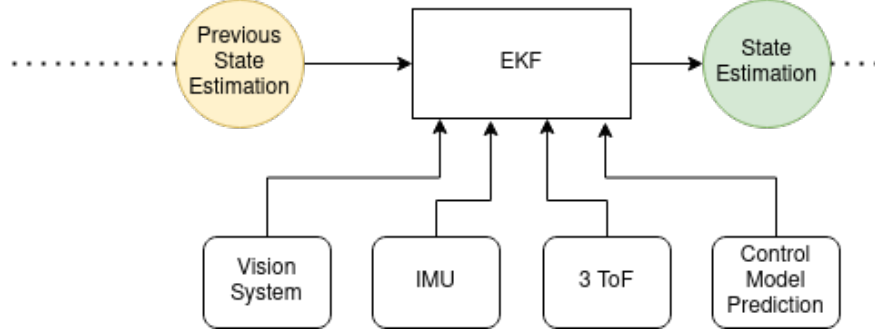 Previous
State
Estimation
EKF
State
Estimation
Vision
System
IMU
3 ToF
Control
Model
Prediction